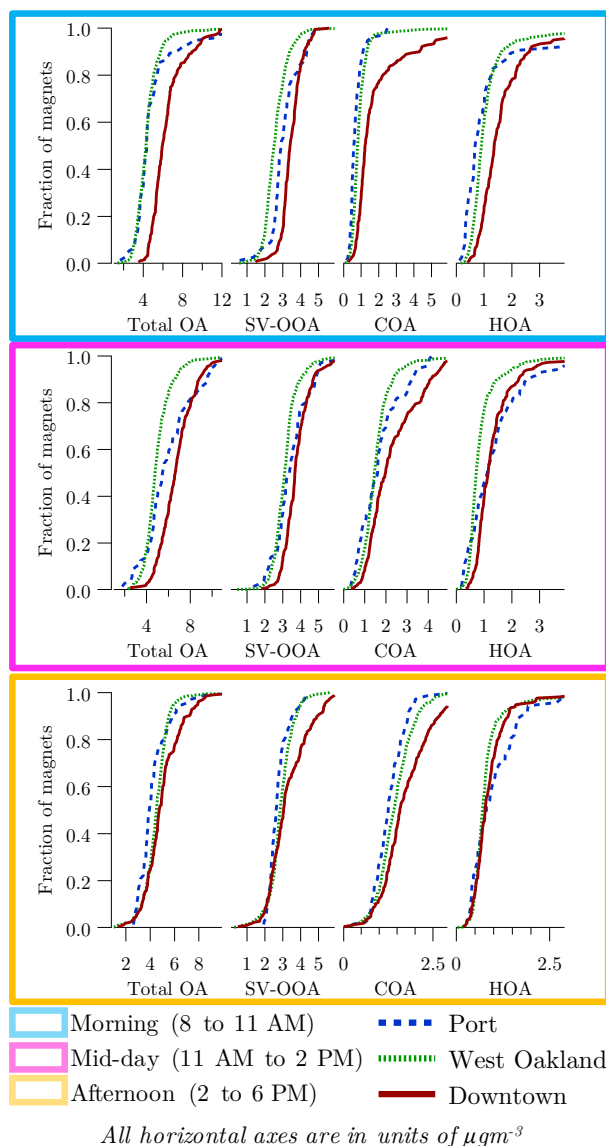 Fraction of magnets
1.0
0.8
0.6
0.4
0.2
0.0
4 8 12 1 2 3 4 5 0 1 2 3 4 5 0 1 2 3
Total OA SV-OOA COA HOA
Fraction of magnets
1.0
0.8
0.6
0.4
0.2
0.0
4 8 1 2 3 4 5 0 1 2 3 4 0 1 2 3
Total OA SV-OOA COA HOA
Fraction of magnets
1.0
0.8
0.6
0.4
0.2
0.0
2 4 6 8 1 2 3 4 5 0 2.5 0 2.5
Total OA SV-OOA COA HOA
Morning (8 to 11 AM) Port
Mid-day (11 AM to 2 PM) West Oakland
Afternoon (2 to 6 PM) Downtown
All horizontal axes are in units of μgm⁻³